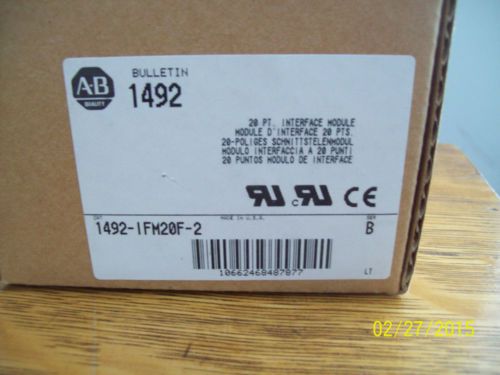 A-B
QUALITY
BULLETIN
1492
20 PT. INTERFACE MODULE
MODULE D'INTERFACE 20 PTS.
20-POLIGES SCHNITTSTELENMODUL
MODULO INTERFACCIA A 20 PUNTI
20 PUNTOS MODULO DE INTERFACE
c
CE
CAT
MADE IN U.S.A.
SER
1492-IFM20F-2
B
10662468487877
LT
02/27/2015